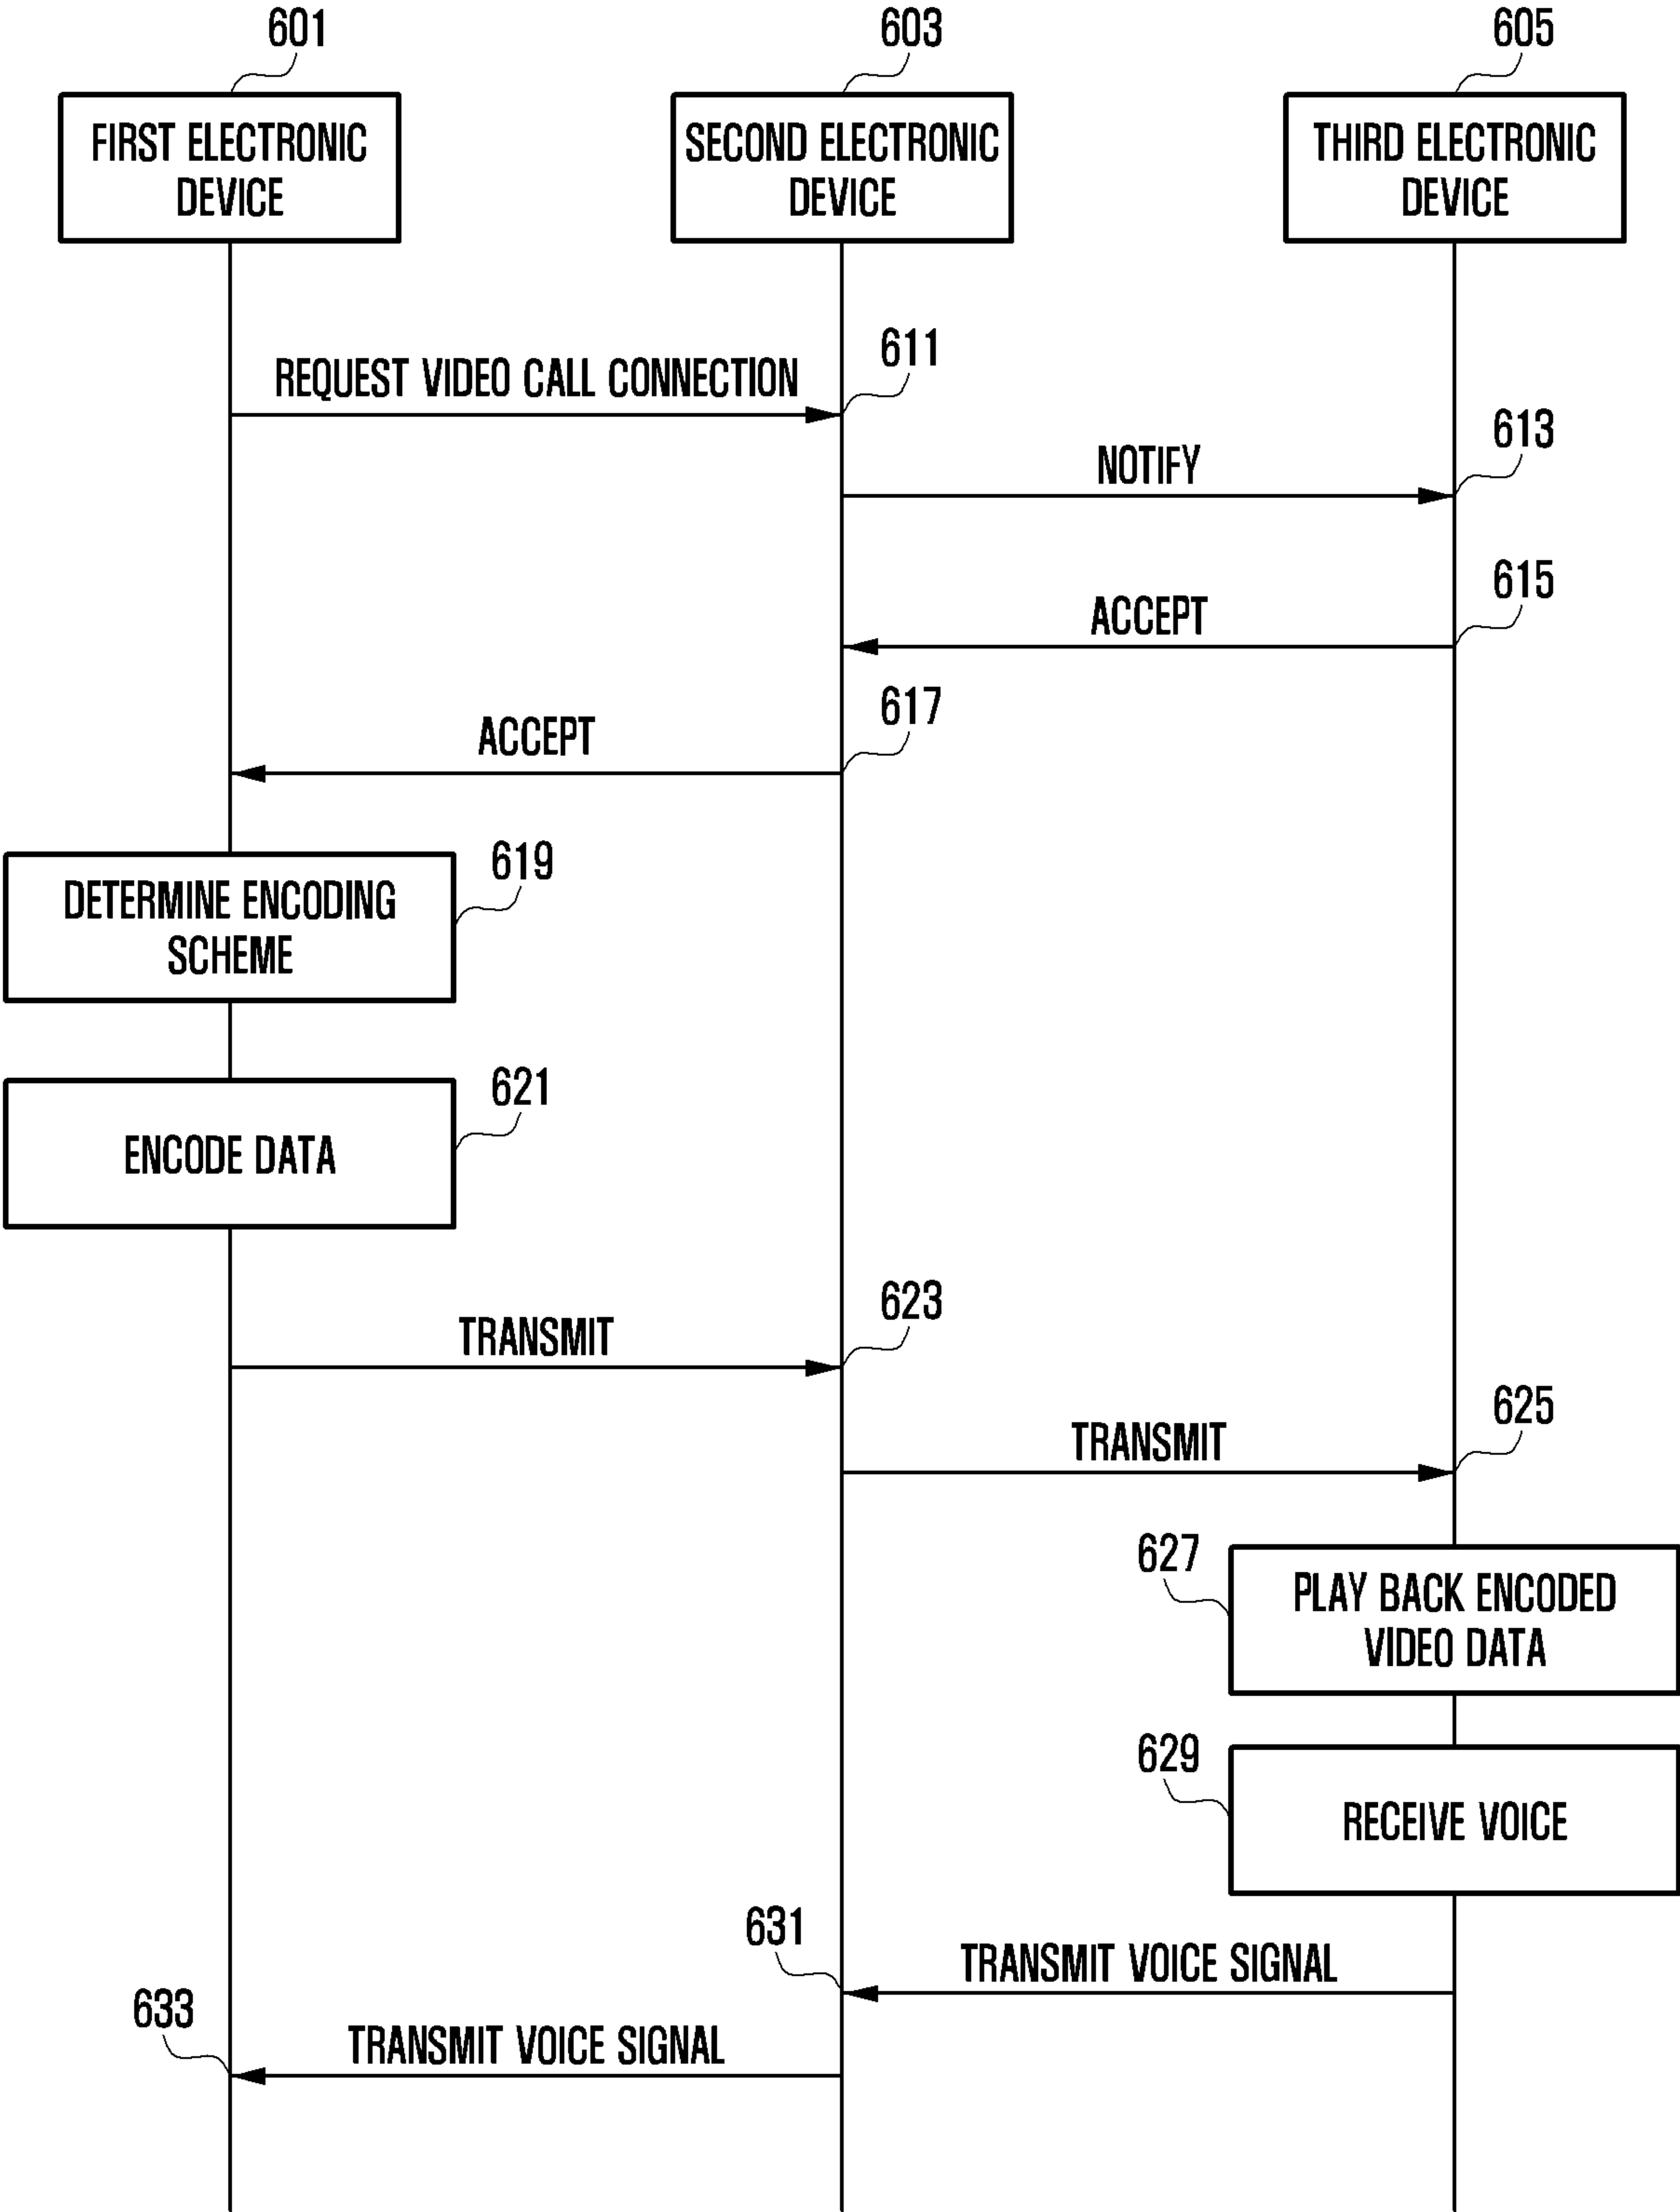 601
603
605
FIRST ELECTRONIC
DEVICE
SECOND ELECTRONIC
DEVICE
THIRD ELECTRONIC
DEVICE
611
REQUEST VIDEO CALL CONNECTION
613
NOTIFY
615
ACCEPT
617
ACCEPT
619
DETERMINE ENCODING
SCHEME
621
ENCODE DATA
623
TRANSMIT
625
TRANSMIT
627
PLAY BACK ENCODED
VIDEO DATA
629
RECEIVE VOICE
631
TRANSMIT VOICE SIGNAL
633
TRANSMIT VOICE SIGNAL